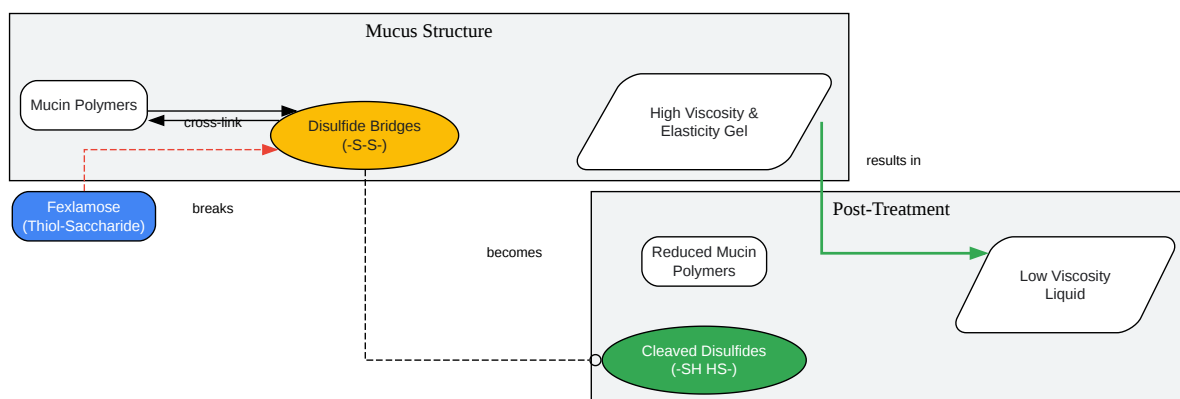 Mucus Structure
Mucin Polymers
cross-link
Disulfide Bridges
(-S-S-)
High Viscosity &
Elasticity Gel
results in
Fexlamose
(Thiol-Saccharide)
breaks
becomes
Post-Treatment
Reduced Mucin
Polymers
Low Viscosity
Liquid
Cleaved Disulfides
(-SH HS-)